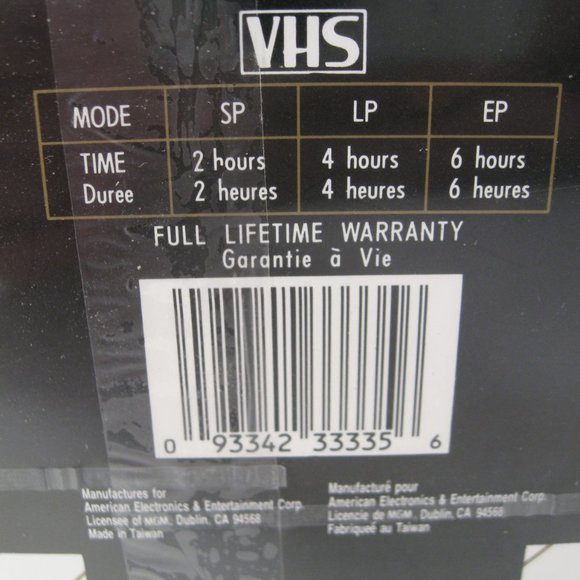 VHS
MODE SP LP EP
TIME 2 hours 4 hours 6 hours
Durée 2 heures 4 heures 6 heures
FULL LIFETIME WARRANTY
Garantie à Vie
0 93342 33335 6
Manufactures for
American Electronics & Entertainment Corp.
Licensee of MGM, Dublin, CA 94568
Made in Taiwan
Manufacturé pour
American Electronics & Entertainment Corp.
Licencie de MGM, Dublin, CA 94568
Fabriqué au Taiwan